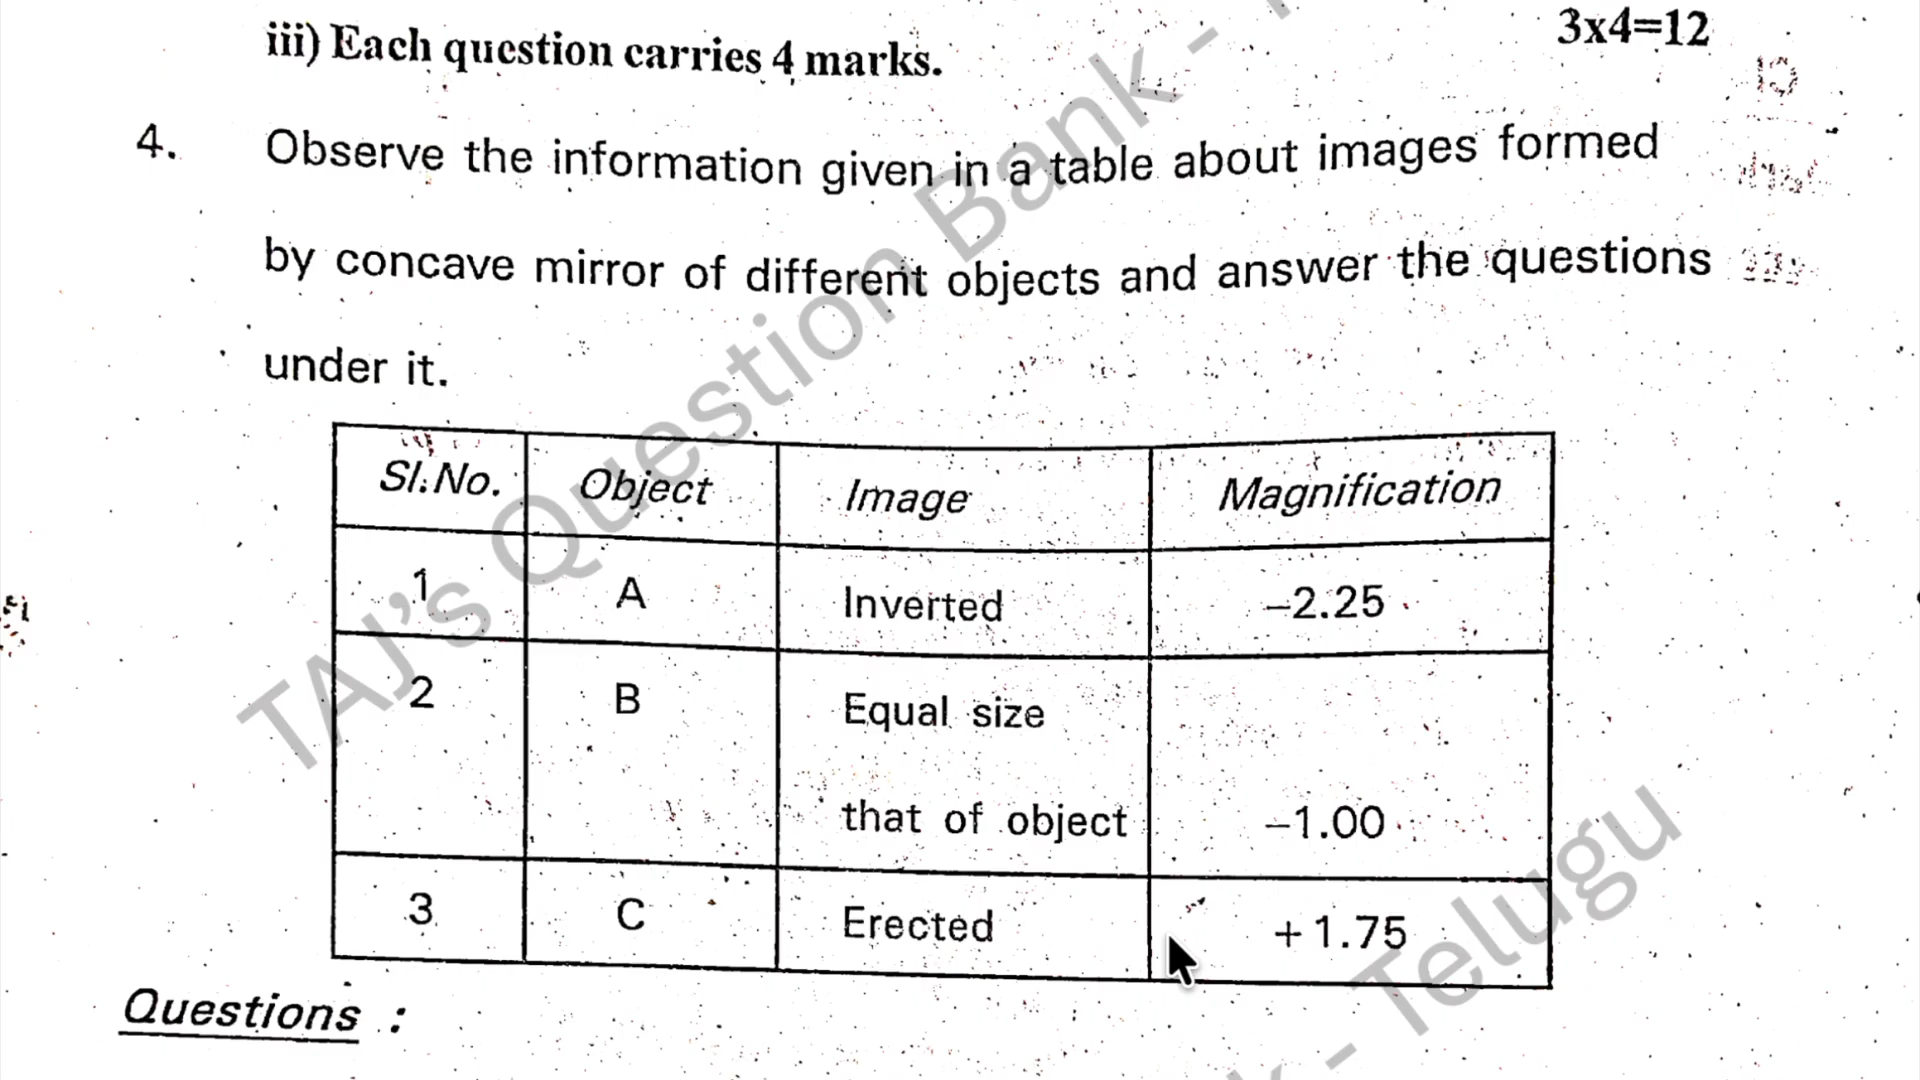 iii) Each question carries 4 marks.
3x4=12
4. Observe the information given in a table about images formed
by concave mirror of different objects and answer the questions
under it.
Sl.No. Object Image Magnification
1 A Inverted –2.25
2 B Equal size
that of object –1.00
3 C Erected +1.75
Questions :
TAJ's Question Bank -
- Telugu